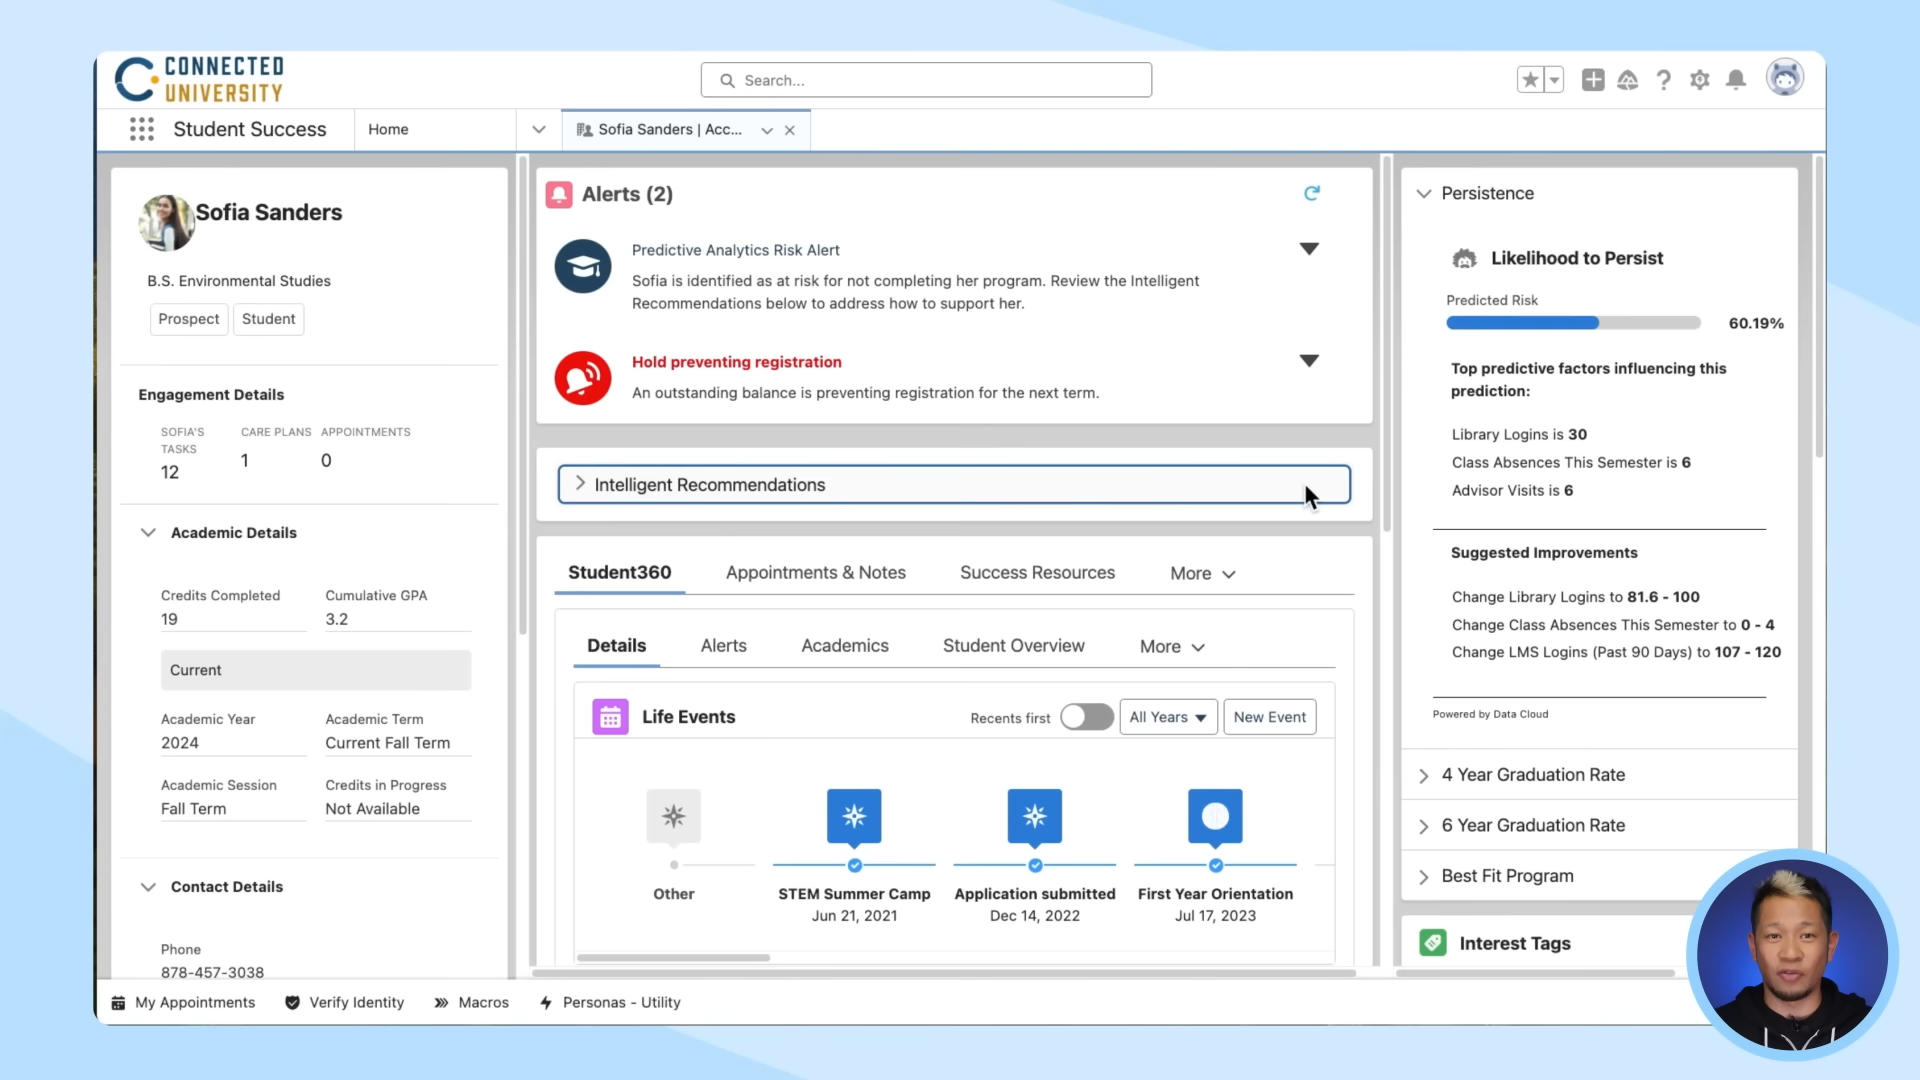 CONNECTED
UNIVERSITY
Search...
Student Success
Home
Sofia Sanders | Acc...
Sofia Sanders
B.S. Environmental Studies
Prospect
Student
Engagement Details
SOFIA'S
TASKS
12
CARE PLANS
1
APPOINTMENTS
0
Academic Details
Credits Completed
19
Cumulative GPA
3.2
Current
Academic Year
2024
Academic Term
Current Fall Term
Academic Session
Fall Term
Credits in Progress
Not Available
Contact Details
Phone
878-457-3038
Alerts (2)
Predictive Analytics Risk Alert
Sofia is identified as at risk for not completing her program. Review the Intelligent
Recommendations below to address how to support her.
Hold preventing registration
An outstanding balance is preventing registration for the next term.
Intelligent Recommendations
Student360
Appointments & Notes
Success Resources
More
Details
Alerts
Academics
Student Overview
More
Life Events
Recents first
All Years
New Event
Other
STEM Summer Camp
Jun 21, 2021
Application submitted
Dec 14, 2022
First Year Orientation
Jul 17, 2023
Persistence
Likelihood to Persist
Predicted Risk
60.19%
Top predictive factors influencing this
prediction:
Library Logins is 30
Class Absences This Semester is 6
Advisor Visits is 6
Suggested Improvements
Change Library Logins to 81.6 - 100
Change Class Absences This Semester to 0 - 4
Change LMS Logins (Past 90 Days) to 107 - 120
Powered by Data Cloud
4 Year Graduation Rate
6 Year Graduation Rate
Best Fit Program
Interest Tags
My Appointments
Verify Identity
Macros
Personas - Utility